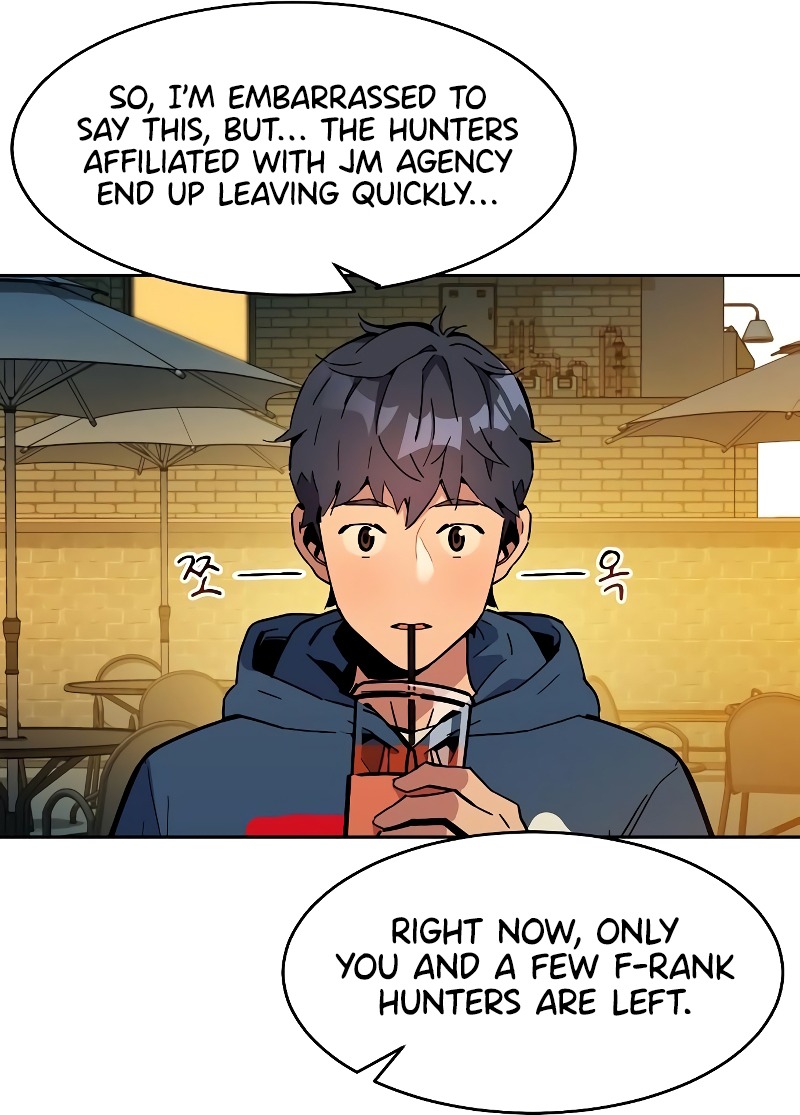 SO, I'M EMBARRASSED TO
SAY THIS, BUT... THE HUNTERS
AFFILIATED WITH JM AGENCY
END UP LEAVING QUICKLY...
쪼 옥
RIGHT NOW, ONLY
YOU AND A FEW F-RANK
HUNTERS ARE LEFT.